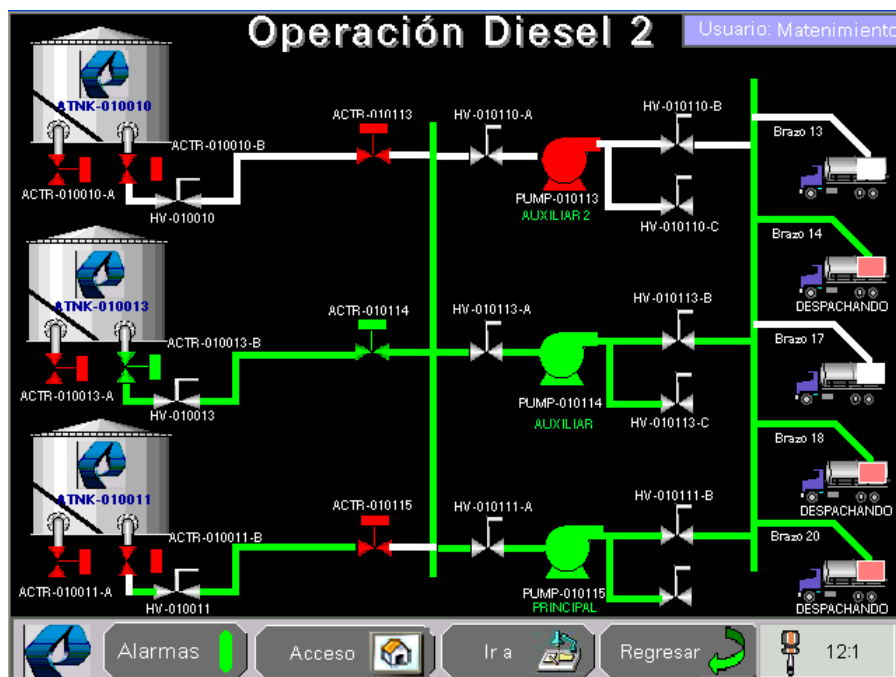 Operación Diesel 2
Usuario: Matenimiento
ATNK-010010
ACTR-010010-A
ACTR-010010-B
HV-010010
ACTR-010113
HV-010110-A
PUMP-010113
AUXILIAR 2
HV-010110-B
HV-010110-C
Brazo 13
Brazo 14
DESPACHANDO
ATNK-010013
ACTR-010013-A
ACTR-010013-B
HV-010013
ACTR-010114
HV-010113-A
PUMP-010114
AUXILIAR
HV-010113-B
HV-010113-C
Brazo 17
Brazo 18
DESPACHANDO
ATNK-010011
ACTR-010011-A
ACTR-010011-B
HV-010011
ACTR-010115
HV-010111-A
PUMP-010115
PRINCIPAL
HV-010111-B
Brazo 20
DESPACHANDO
Alarmas
Acceso
Ir a
Regresar
12:1